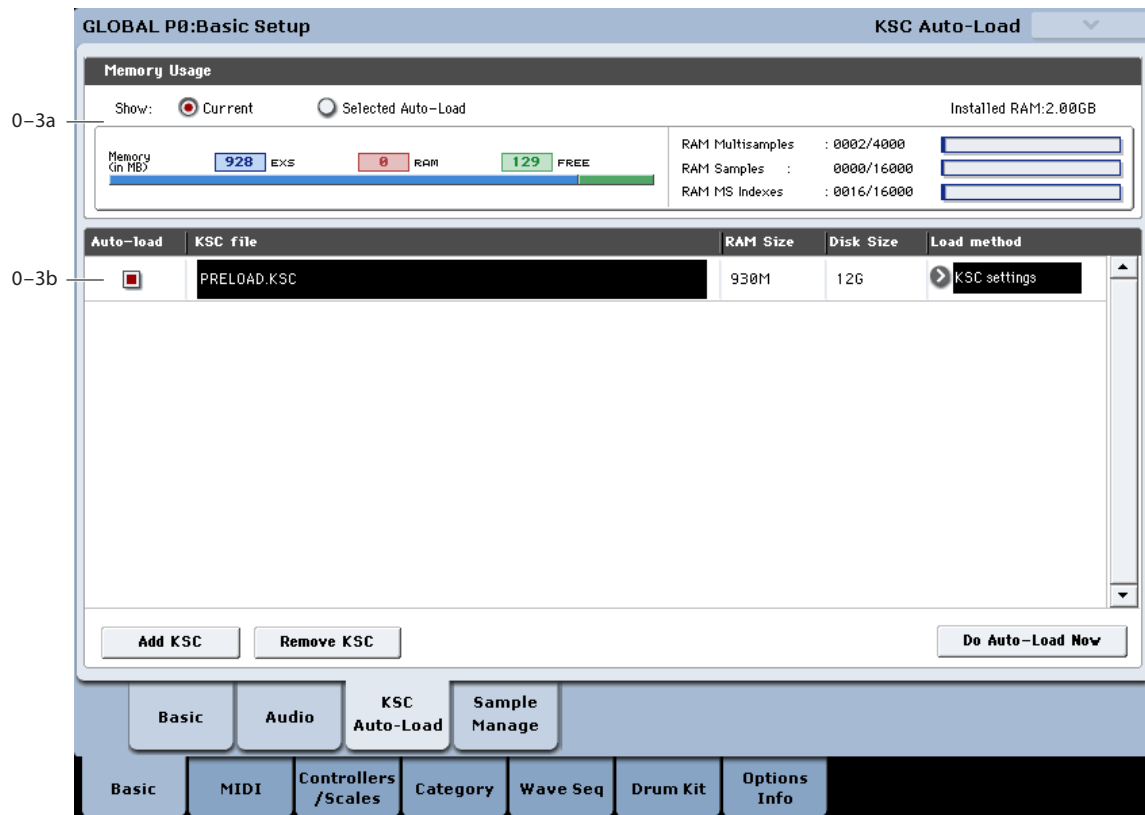 GLOBAL P0:Basic Setup KSC Auto-Load
Memory Usage
0–3a
Show: Current Selected Auto-Load Installed RAM:2.00GB
Memory
(in MB)
928 EXS 0 RAM 129 FREE
RAM Multisamples : 0002/4000
RAM Samples : 0000/16000
RAM MS Indexes : 0016/16000
Auto-load KSC file RAM Size Disk Size Load method
0–3b
PRELOAD.KSC 930M 12G KSC settings
Add KSC Remove KSC Do Auto-Load Now
Basic Audio KSC
Auto-Load Sample
Manage
Basic MIDI Controllers
/Scales Category Wave Seq Drum Kit Options
Info